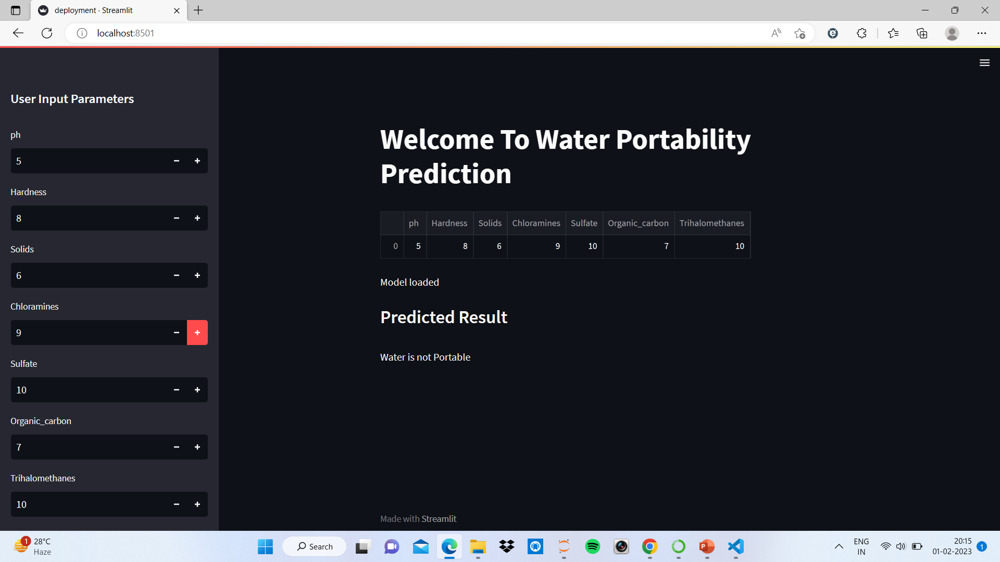 deployment · Streamlit
localhost:8501
User Input Parameters
ph
5
Hardness
8
Solids
6
Chloramines
9
Sulfate
10
Organic_carbon
7
Trihalomethanes
10
Welcome To Water Portability
Prediction
ph Hardness Solids Chloramines Sulfate Organic_carbon Trihalomethanes
0 5 8 6 9 10 7 10
Model loaded
Predicted Result
Water is not Portable
Made with Streamlit
1
28°C
Haze
Search
P
ENG
IN
20:15
01-02-2023
1